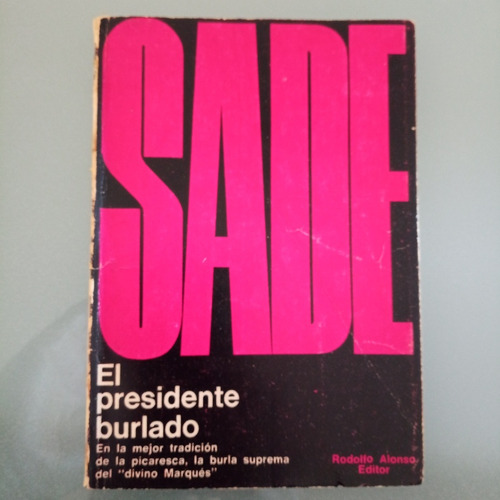 SADE
El
presidente
burlado
En la mejor tradición
de la picaresca, la burla suprema
del "divino Marqués"
Rodolfo Alonso
Editor